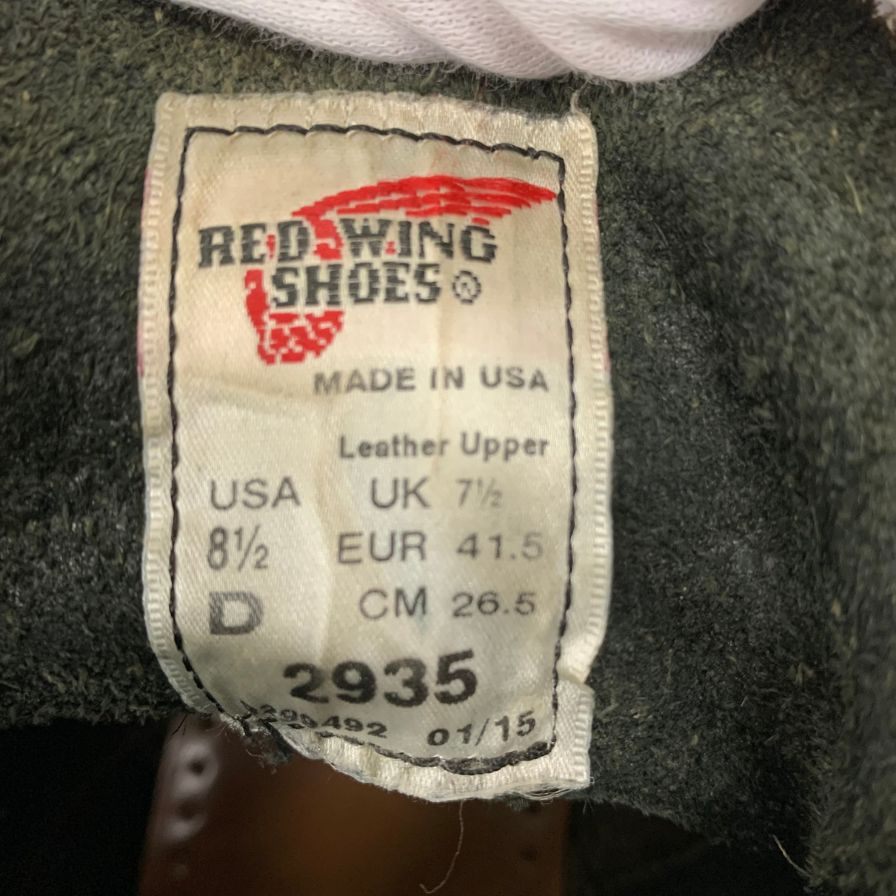 RED WING
SHOES ®
MADE IN USA
Leather Upper
USA UK 7½
8½ EUR 41.5
D CM 26.5
2935
01/15